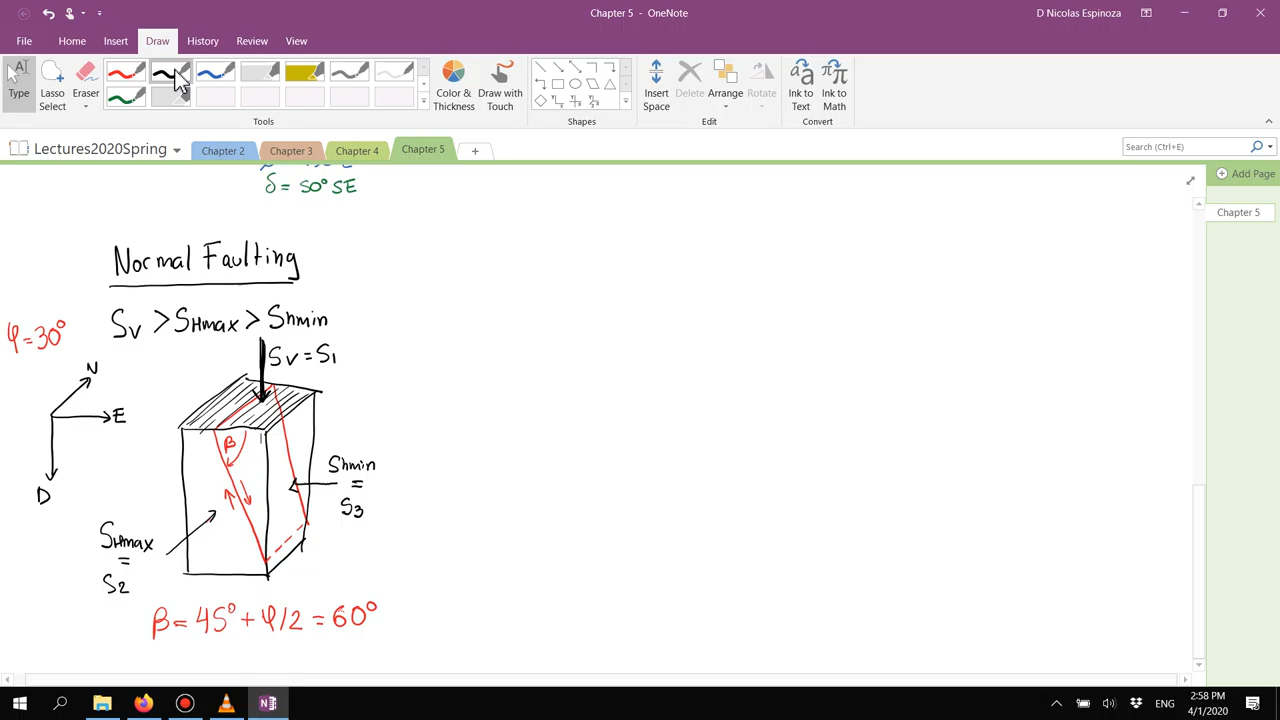 Chapter 5 - OneNote
D Nicolas Espinoza
File Home Insert Draw History Review View
Type
Lasso Select
Eraser
Color & Thickness
Draw with Touch
Insert Space
Delete
Arrange
Rotate
Ink to Text
Ink to Math
Tools
Shapes
Edit
Convert
Lectures2020Spring
Chapter 2
Chapter 3
Chapter 4
Chapter 5
Search (Ctrl+E)
Add Page
Chapter 5
δ = 50° SE
Normal Faulting
φ = 30°
Sv > SHmax > Shmin
Sv = S1
N
E
D
β
Shmin
=
S3
SHmax
=
S2
β = 45° + φ/2 = 60°
ENG
2:58 PM
4/1/2020